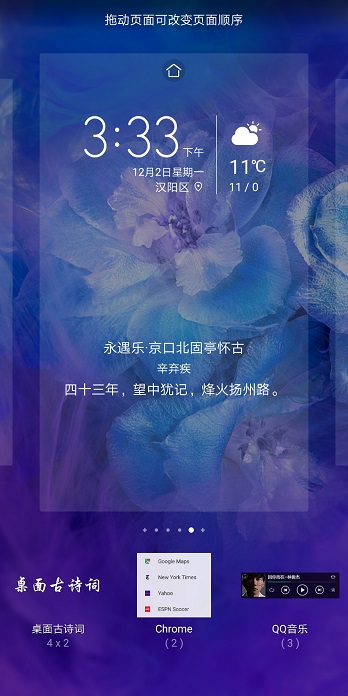 拖动页面可改变页面顺序
3:33 下午
12月2日星期一
汉阳区
11℃
11 / 0
永遇乐·京口北固亭怀古
辛弃疾
四十三年，望中犹记，烽火扬州路。
桌面古诗词
Google Maps
New York Times
Yahoo
ESPN Soccer
桌面古诗词
4 x 2
Chrome
( 2 )
QQ音乐
( 3 )